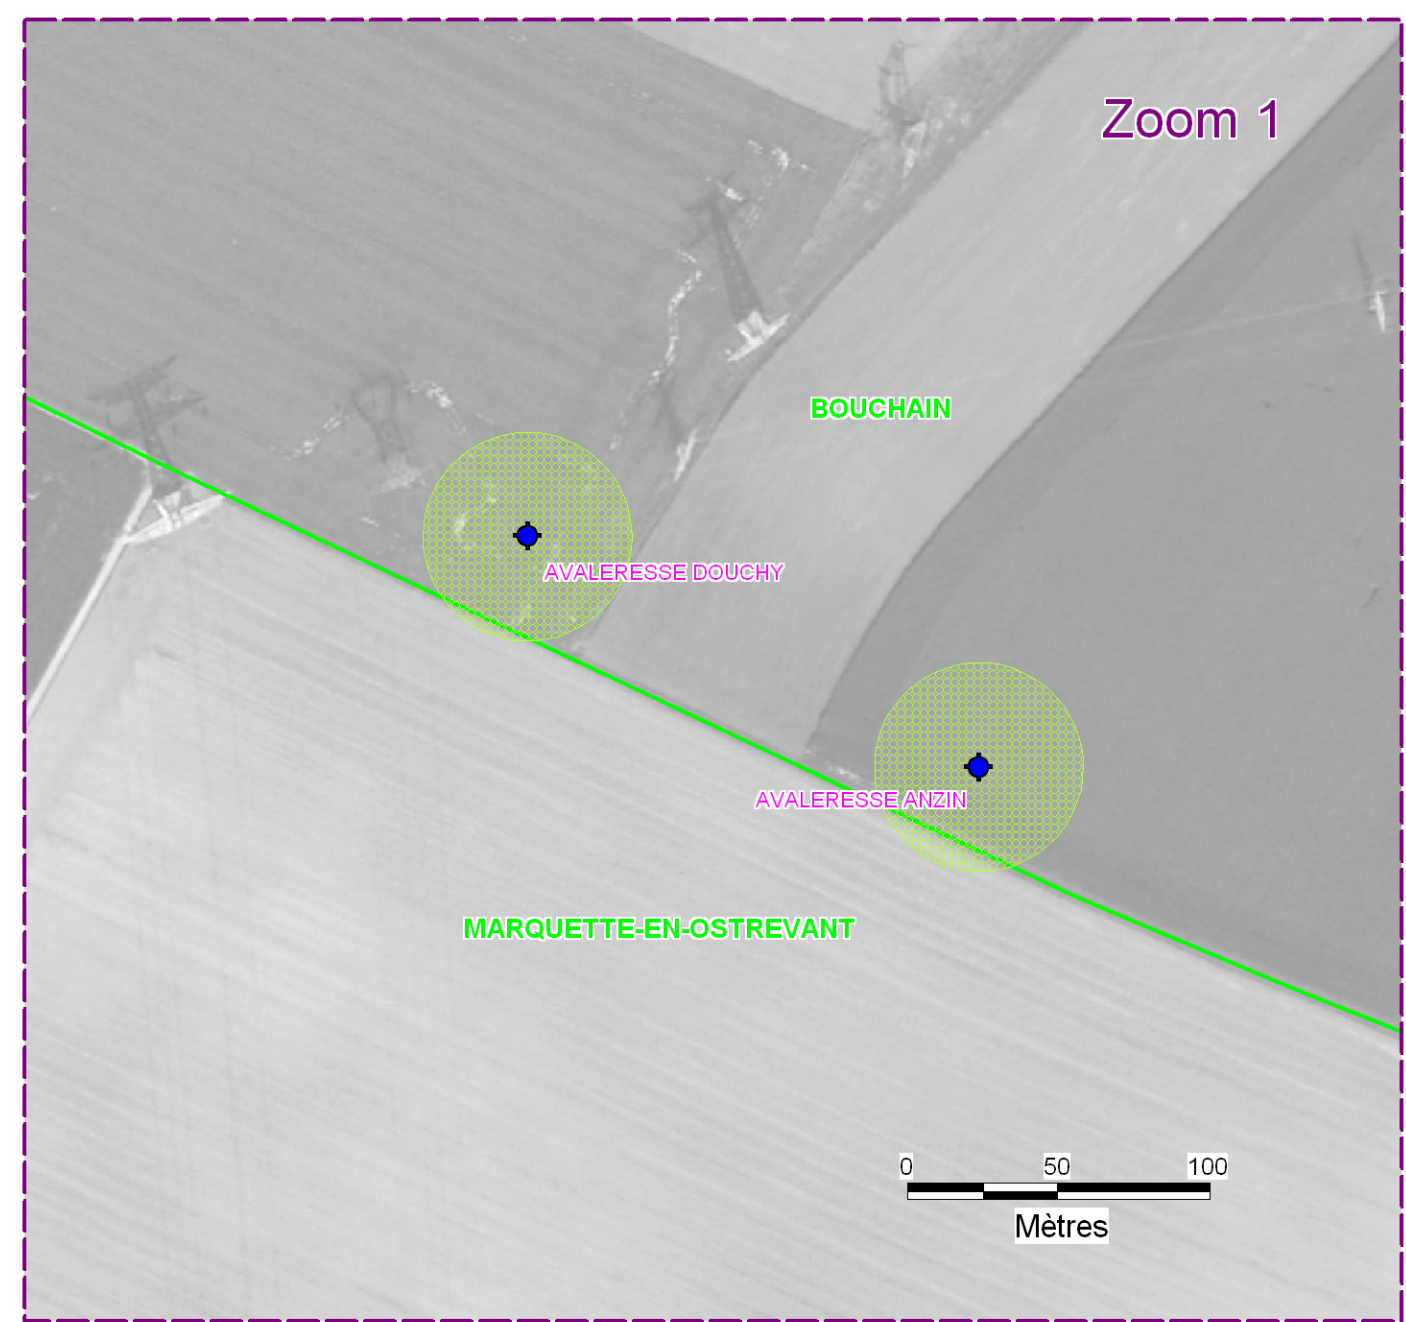 Zoom 1
BOUCHAIN
AVALERESSE DOUCHY
AVALERESSE ANZIN
MARQUETTE-EN-OSTREVANT
0 50 100
Mètres